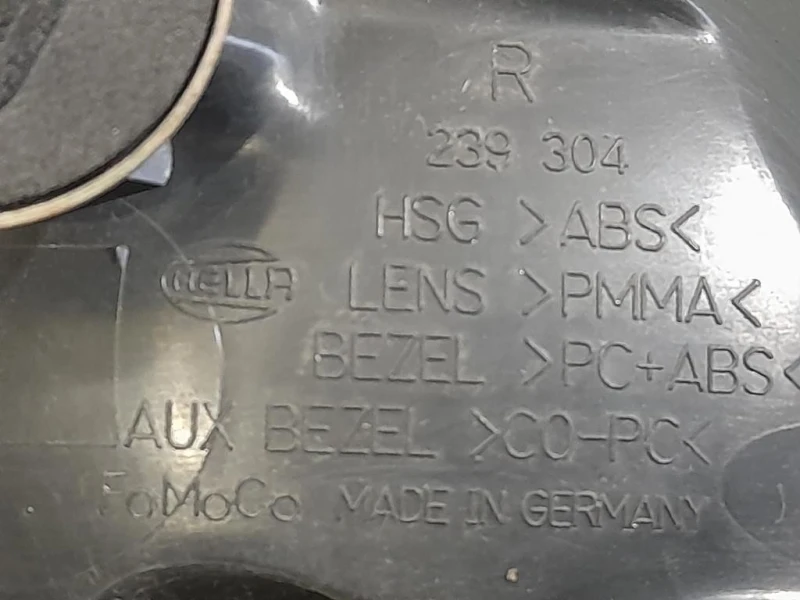 R
239 304
HSG >ABS<
HELLA
LENS >PMMA<
BEZEL >PC+ABS<
AUX BEZEL >CO-PC<
FoMoCo MADE IN GERMANY